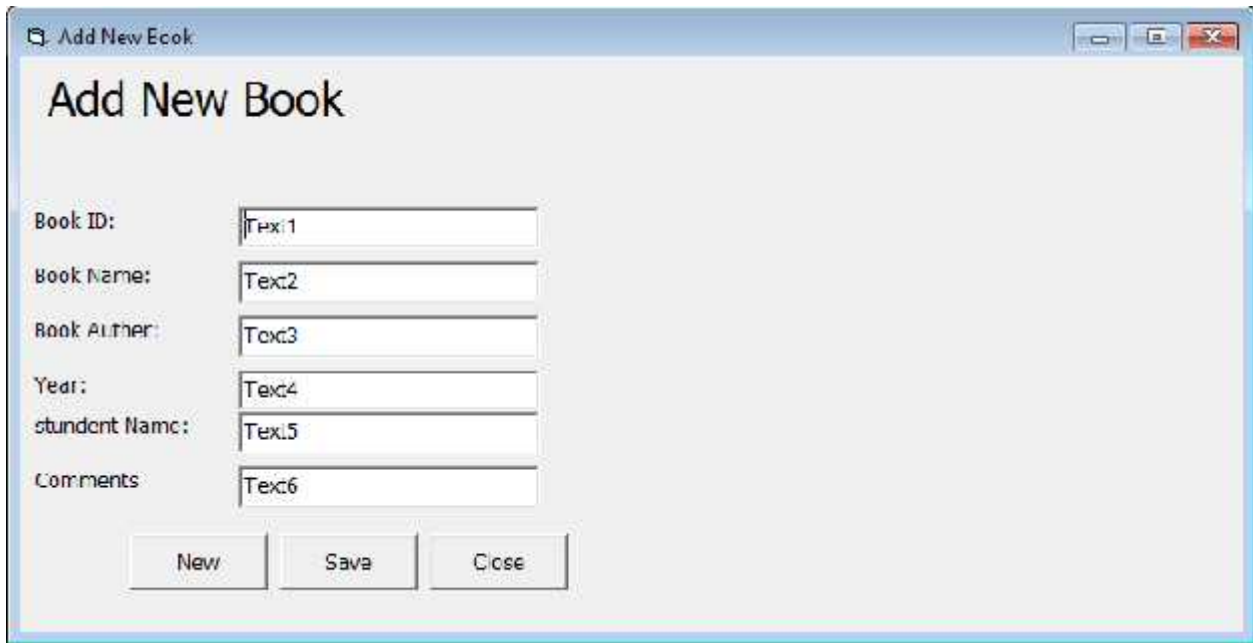 Add New Book
Add New Book
Book ID: Text1
Book Name: Text2
Book Auther: Text3
Year: Text4
stundent Name: Text5
Comments Text6
New Save Close